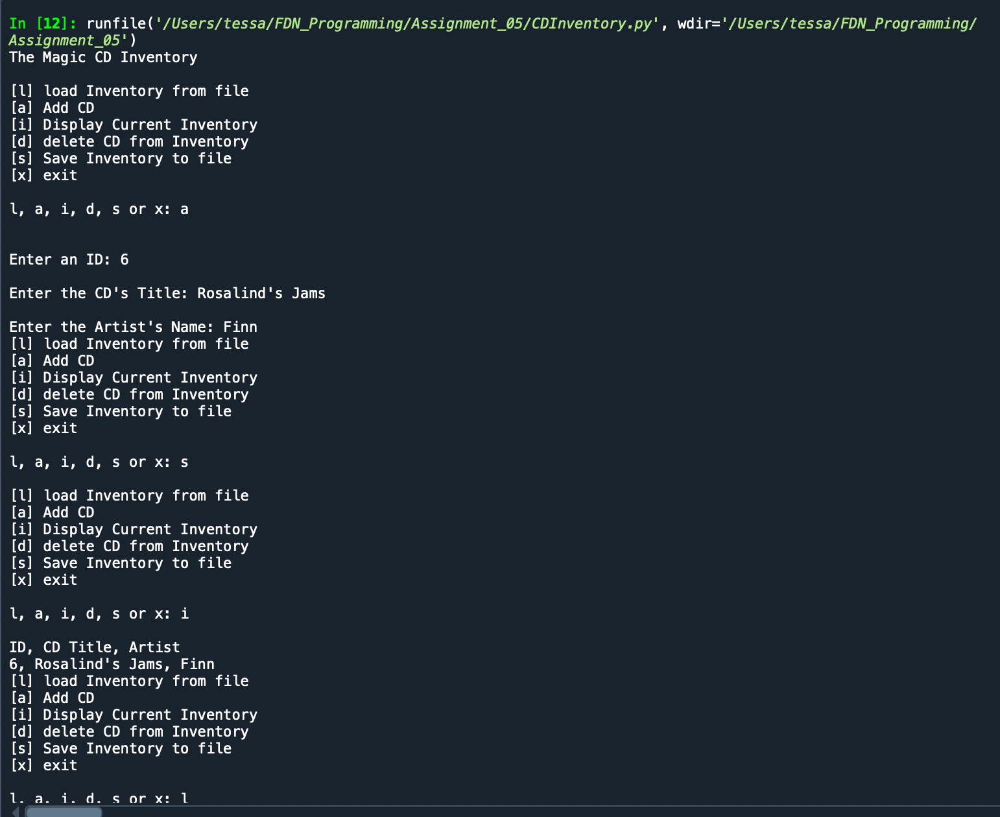 In [12]: runfile('/Users/tessa/FDN_Programming/Assignment_05/CDInventory.py', wdir='/Users/tessa/FDN_Programming/
Assignment_05')
The Magic CD Inventory
[l] load Inventory from file
[a] Add CD
[i] Display Current Inventory
[d] delete CD from Inventory
[s] Save Inventory to file
[x] exit
l, a, i, d, s or x: a
Enter an ID: 6
Enter the CD's Title: Rosalind's Jams
Enter the Artist's Name: Finn
[l] load Inventory from file
[a] Add CD
[i] Display Current Inventory
[d] delete CD from Inventory
[s] Save Inventory to file
[x] exit
l, a, i, d, s or x: s
[l] load Inventory from file
[a] Add CD
[i] Display Current Inventory
[d] delete CD from Inventory
[s] Save Inventory to file
[x] exit
l, a, i, d, s or x: i
ID, CD Title, Artist
6, Rosalind's Jams, Finn
[l] load Inventory from file
[a] Add CD
[i] Display Current Inventory
[d] delete CD from Inventory
[s] Save Inventory to file
[x] exit
l, a, i, d, s or x: l